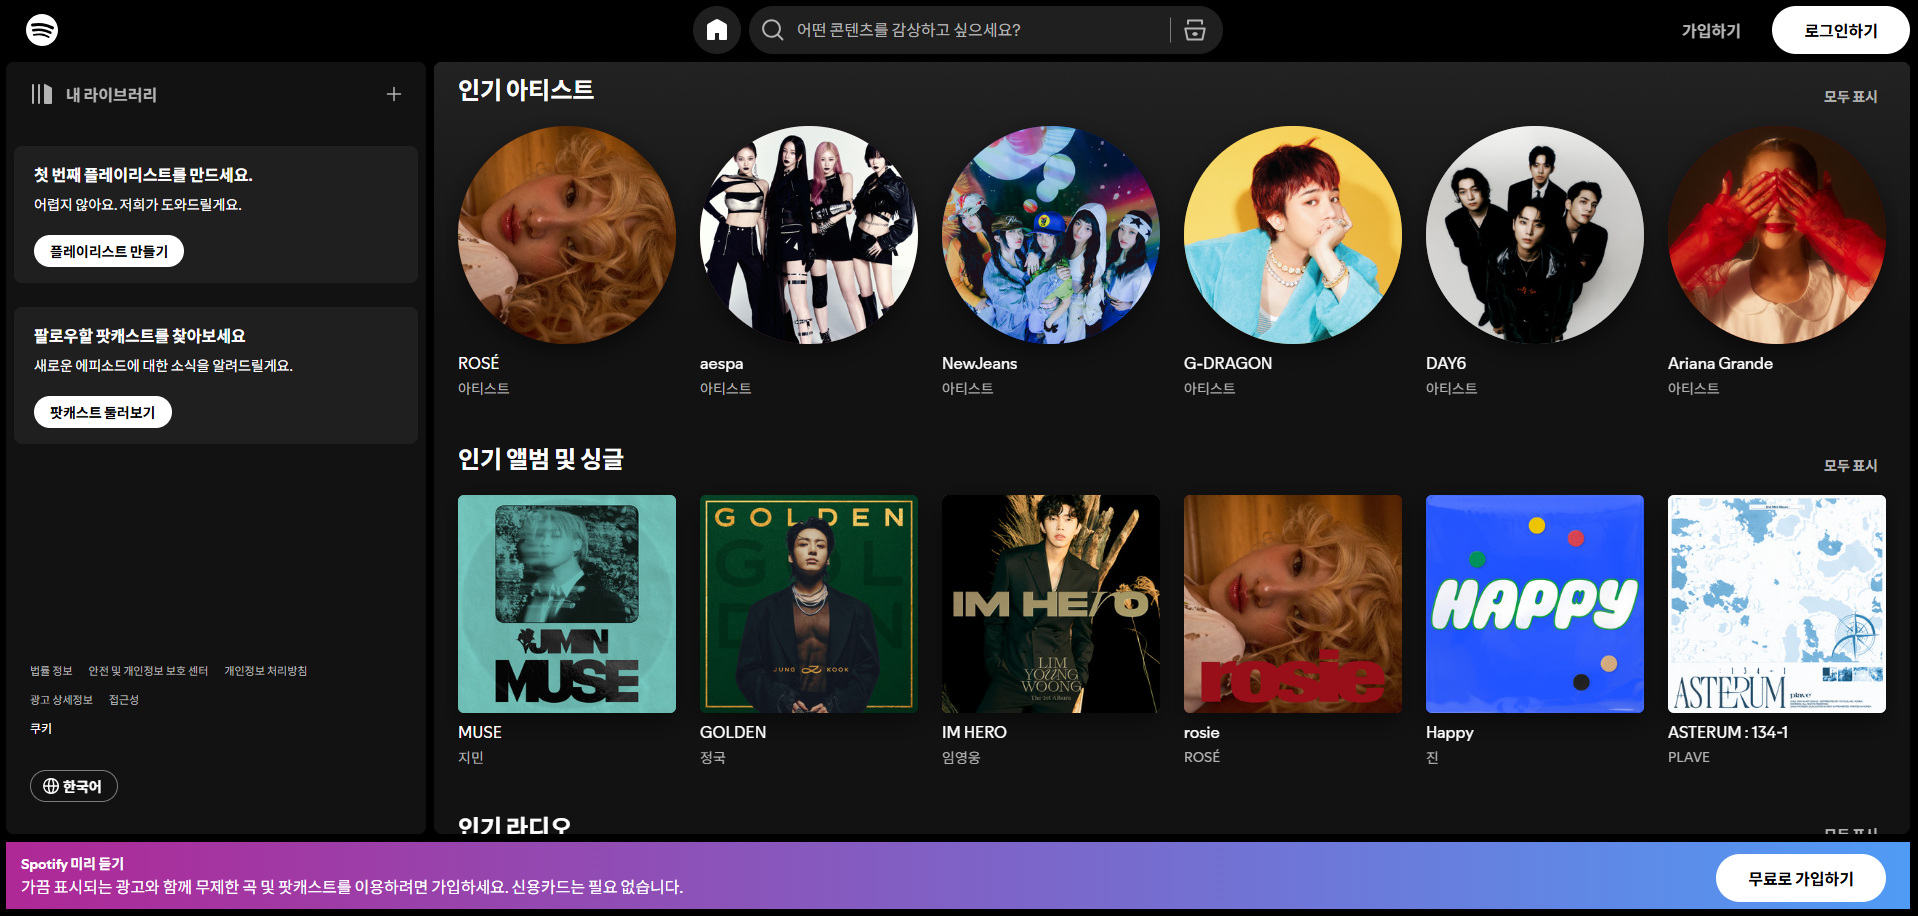 어떤 콘텐츠를 감상하고 싶으세요?
가입하기
로그인하기
내 라이브러리
첫 번째 플레이리스트를 만드세요.
어렵지 않아요. 저희가 도와드릴게요.
플레이리스트 만들기
팔로우할 팟캐스트를 찾아보세요
새로운 에피소드에 대한 소식을 알려드릴게요.
팟캐스트 둘러보기
법률 정보 안전 및 개인정보 보호 센터 개인정보 처리방침
광고 상세정보 접근성
쿠키
한국어
인기 아티스트
모두 표시
ROSÉ
아티스트
aespa
아티스트
NewJeans
아티스트
G-DRAGON
아티스트
DAY6
아티스트
Ariana Grande
아티스트
인기 앨범 및 싱글
모두 표시
JMN
MUSE
MUSE
지민
GOLDEN
GOL
DEN
JUNG KOOK
GOLDEN
정국
IM HERO
LIM
YOUNG
WOONG
The 1st Album
IM HERO
임영웅
rosie
rosie
ROSÉ
HAPPY
Happy
진
ASTERUM
plave
ASTERUM : 134-1
PLAVE
인기 라디오
모두 표시
Spotify 미리 듣기
가끔 표시되는 광고와 함께 무제한 곡 및 팟캐스트를 이용하려면 가입하세요. 신용카드는 필요 없습니다.
무료로 가입하기